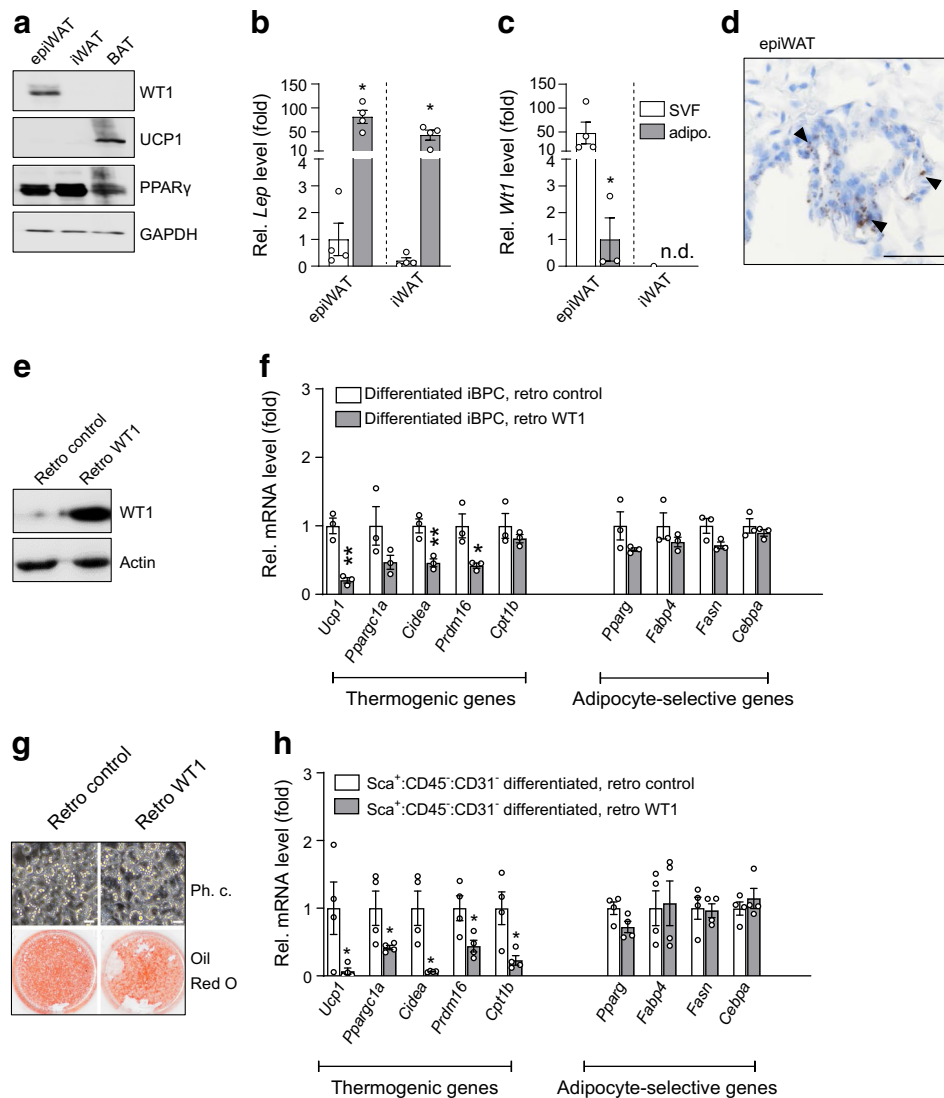 a
epiWAT
iWAT
BAT
WT1
UCP1
PPARγ
GAPDH
b
Rel. Lep level (fold)
150
100
50
10
4
3
2
1
0
*
*
epiWAT
iWAT
c
Rel. Wt1 level (fold)
150
100
50
10
4
3
2
1
0
SVF
adipo.
*
n.d.
epiWAT
iWAT
d
epiWAT
e
Retro control
Retro WT1
WT1
Actin
f
Rel. mRNA level (fold)
3
2
1
0
Differentiated iBPC, retro control
Differentiated iBPC, retro WT1
**
**
*
Ucp1
Ppargc1a
Cidea
Prdm16
Cpt1b
Pparg
Fabp4
Fasn
Cebpa
Thermogenic genes
Adipocyte-selective genes
g
Retro control
Retro WT1
Ph. c.
Oil
Red O
h
Rel. mRNA level (fold)
3
2
1
0
Sca⁺:CD45⁻:CD31⁻ differentiated, retro control
Sca⁺:CD45⁻:CD31⁻ differentiated, retro WT1
*
*
*
*
*
Ucp1
Ppargc1a
Cidea
Prdm16
Cpt1b
Pparg
Fabp4
Fasn
Cebpa
Thermogenic genes
Adipocyte-selective genes